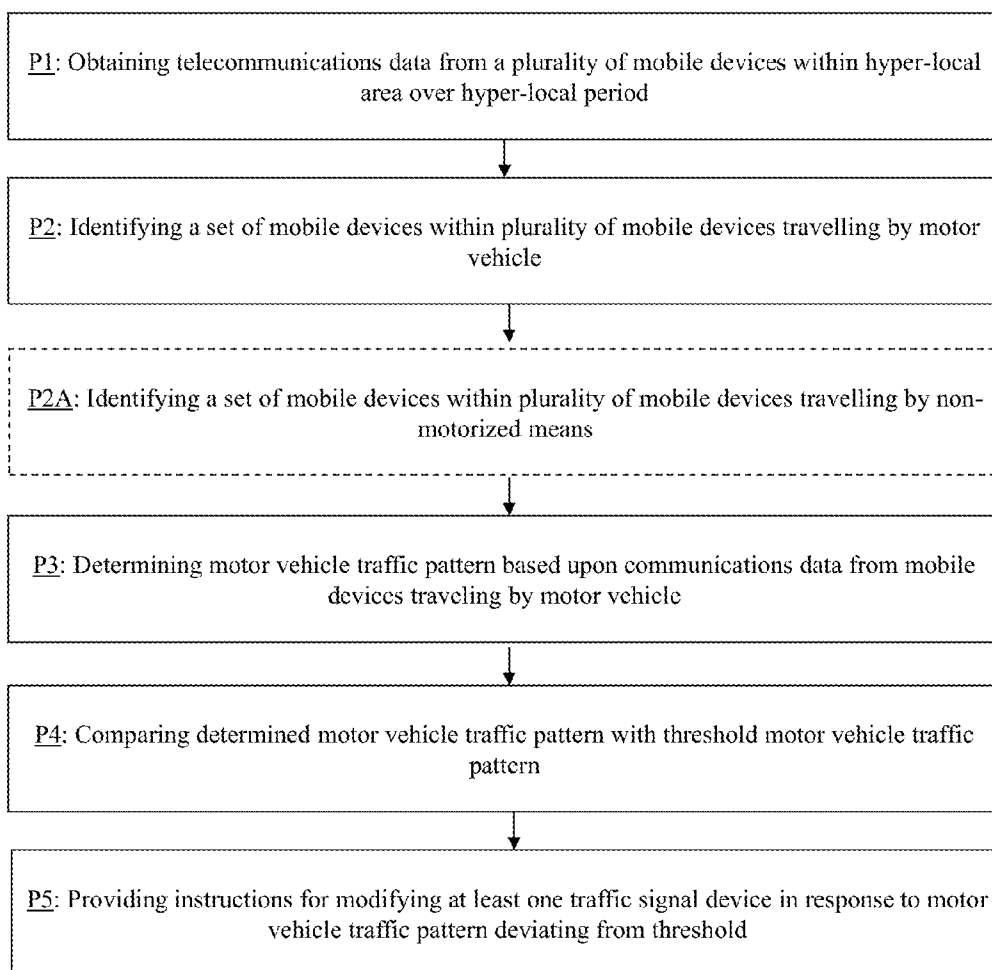 P1: Obtaining telecommunications data from a plurality of mobile devices within hyper-local
area over hyper-local period
P2: Identifying a set of mobile devices within plurality of mobile devices travelling by motor
vehicle
P2A: Identifying a set of mobile devices within plurality of mobile devices travelling by non-
motorized means
P3: Determining motor vehicle traffic pattern based upon communications data from mobile
devices traveling by motor vehicle
P4: Comparing determined motor vehicle traffic pattern with threshold motor vehicle traffic
pattern
P5: Providing instructions for modifying at least one traffic signal device in response to motor
vehicle traffic pattern deviating from threshold